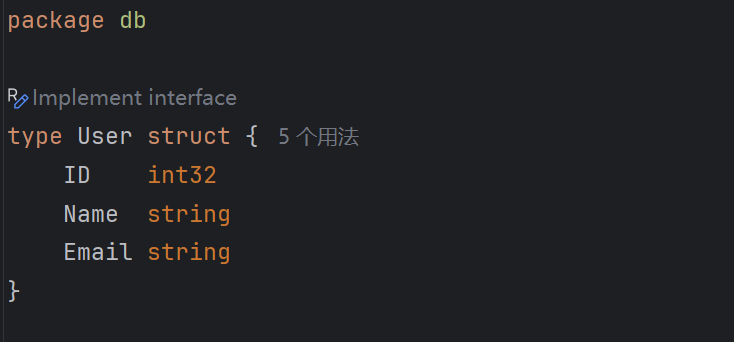 package db
Implement interface
type User struct { 5 个用法
    ID    int32
    Name  string
    Email string
}